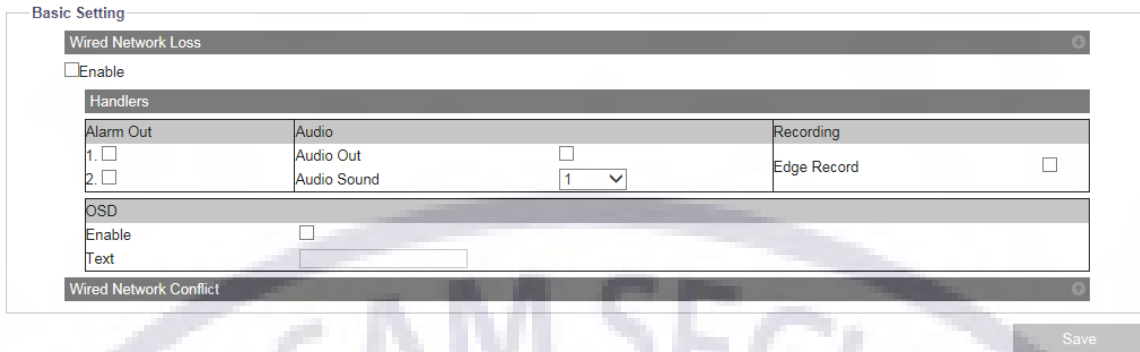 Basic Setting
Wired Network Loss
Enable
Handlers
Alarm Out Audio Recording
1. Audio Out
Edge Record
2. Audio Sound 1
OSD
Enable
Text
Wired Network Conflict
Save